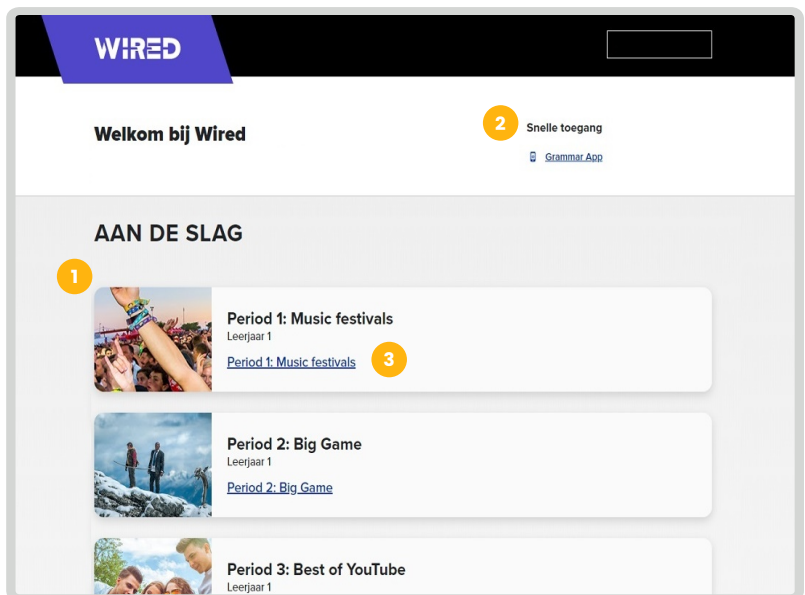 WIRED
Welkom bij Wired
2
Snelle toegang
Grammar App
AAN DE SLAG
1
Period 1: Music festivals
Leerjaar 1
Period 1: Music festivals
3
Period 2: Big Game
Leerjaar 1
Period 2: Big Game
Period 3: Best of YouTube
Leerjaar 1